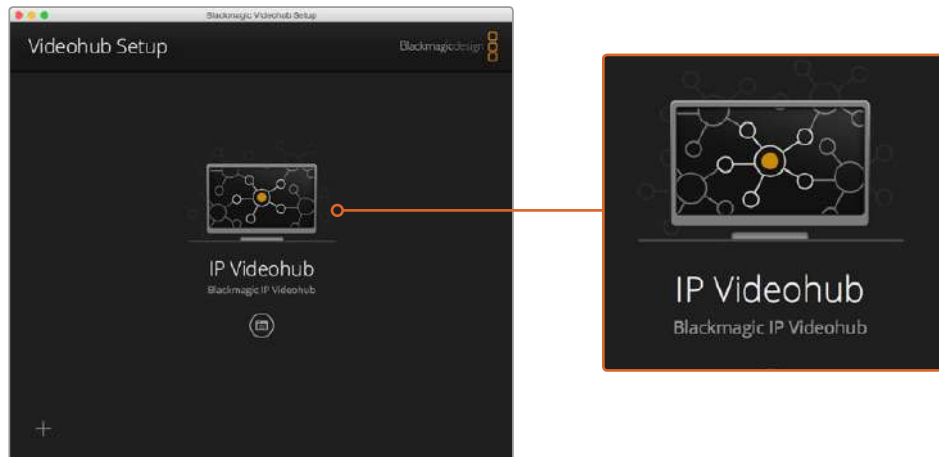 Blackmagic Videohub Setup
Videohub Setup
Blackmagicdesign
IP Videohub
Blackmagic IP Videohub
IP Videohub
Blackmagic IP Videohub